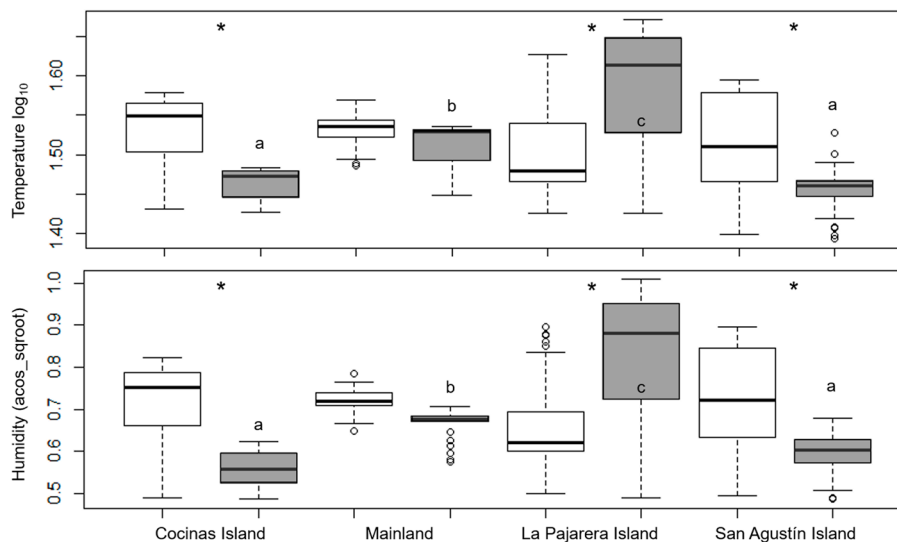 * * *
Temperature log10
1.60
1.50
1.40
a
b
c
a
* * *
Humidity (acos_sqroot)
1.0
0.9
0.8
0.7
0.6
0.5
a
b
c
a
Cocinas Island Mainland La Pajarera Island San Agustín Island